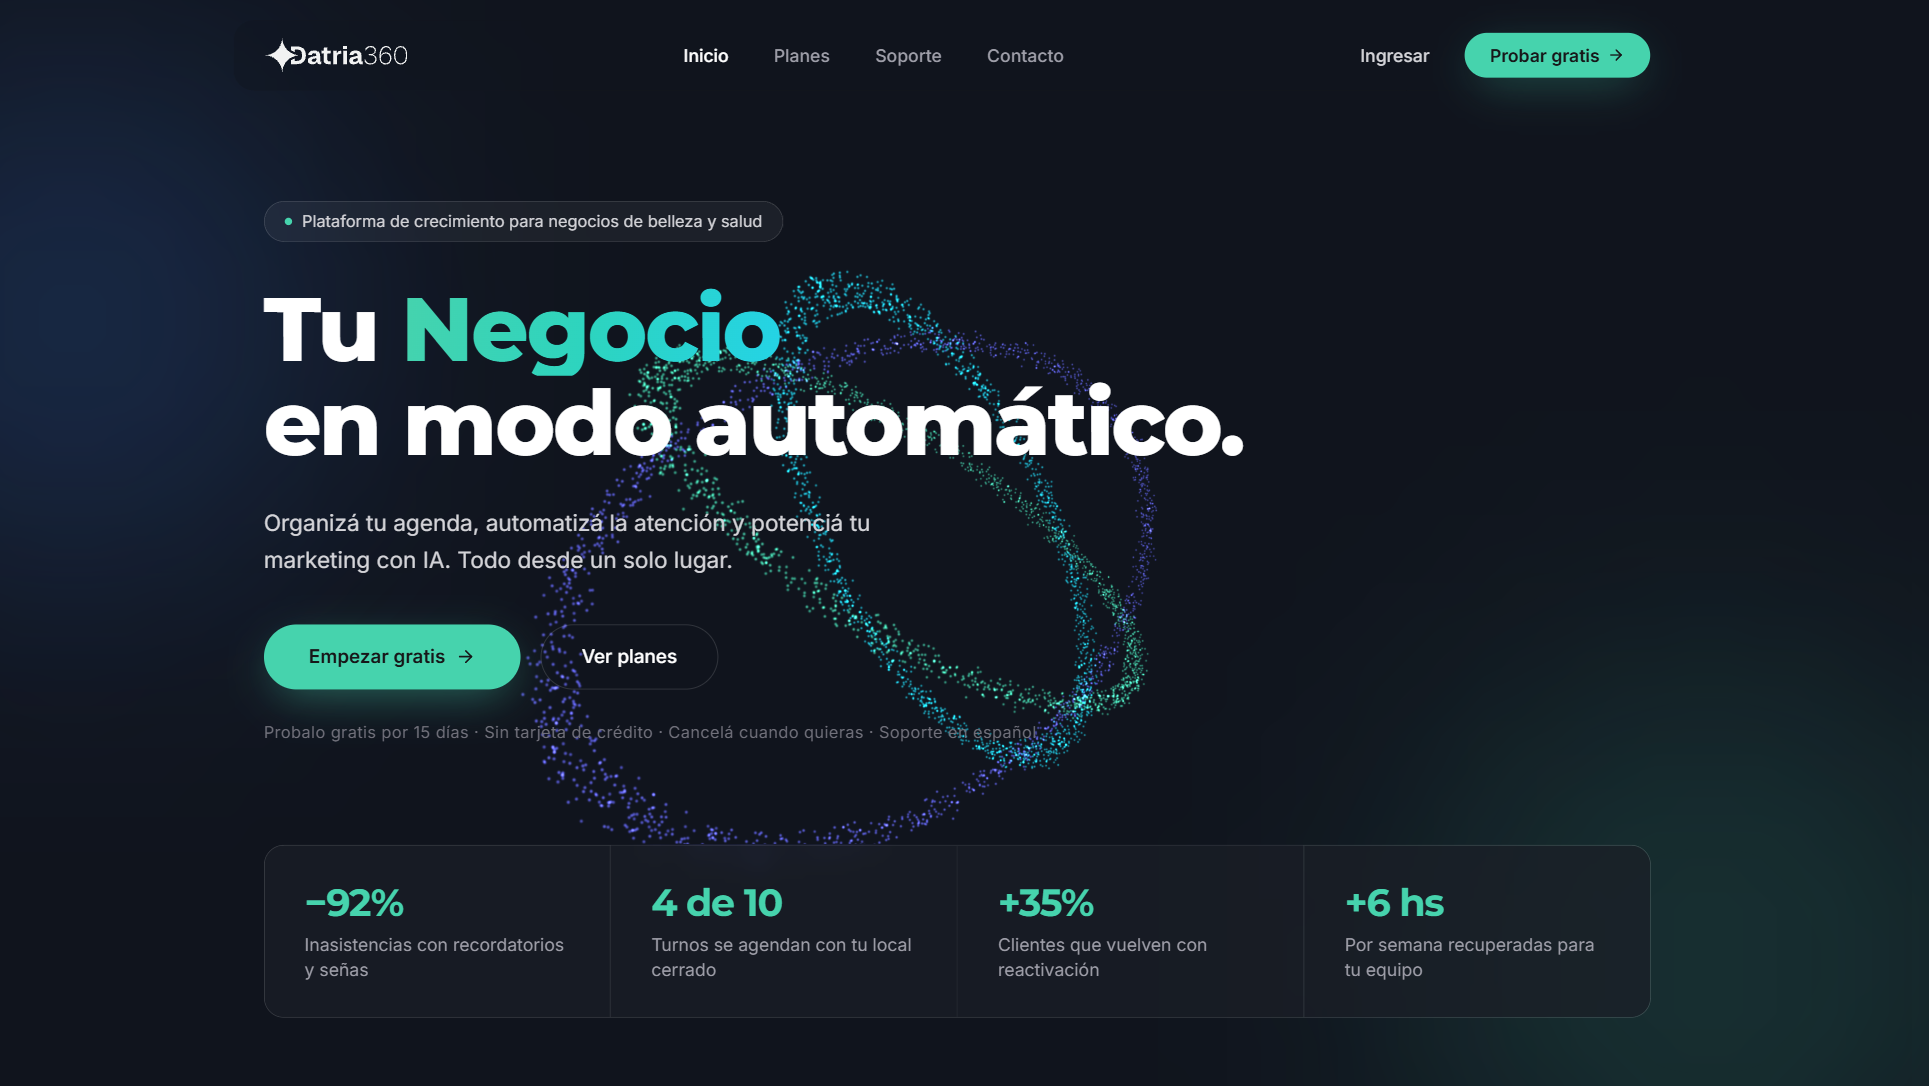 Datria360
Inicio
Planes
Soporte
Contacto
Ingresar
Probar gratis →
Plataforma de crecimiento para negocios de belleza y salud
Tu Negocio
en modo automático.
Organizá tu agenda, automatizá la atención y potenciá tu
marketing con IA. Todo desde un solo lugar.
Empezar gratis →
Ver planes
Probalo gratis por 15 días · Sin tarjeta de crédito · Cancelá cuando quieras · Soporte en español
−92%
Inasistencias con recordatorios
y señas
4 de 10
Turnos se agendan con tu local
cerrado
+35%
Clientes que vuelven con
reactivación
+6 hs
Por semana recuperadas para
tu equipo